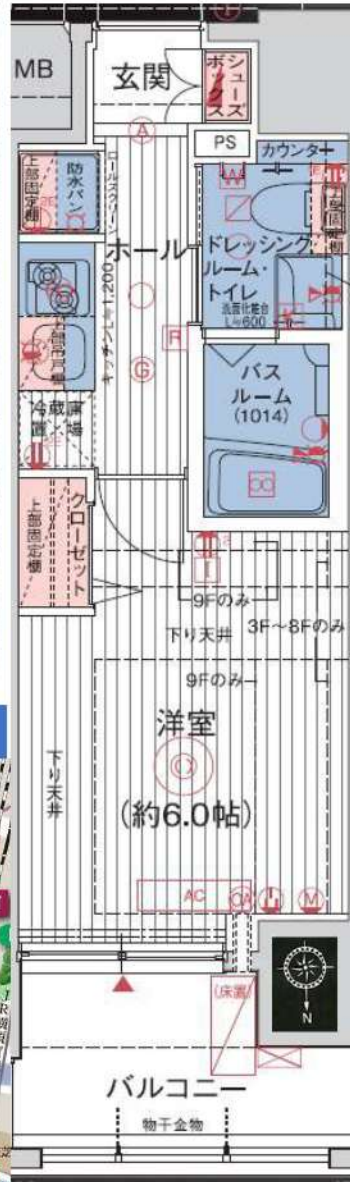 MB
玄関
シューズ
ボックス
A
PS
カウンター
上部固定棚
防水パン
ロールスクリーン
ホール
W
ドレッシング
ルーム・
トイレ
洗面化粧台
L≒600
上部固定棚
キッチンL≒1,200
上部吊戸棚
R
G
バス
ルーム
(1014)
冷蔵庫
置場
クローゼット
上部固定棚
9Fのみ
下り天井
3F〜8Fのみ
9Fのみ
下り天井
洋室
(約6.0帖)
AC
M
(床置)
N
バルコニー
物干金物